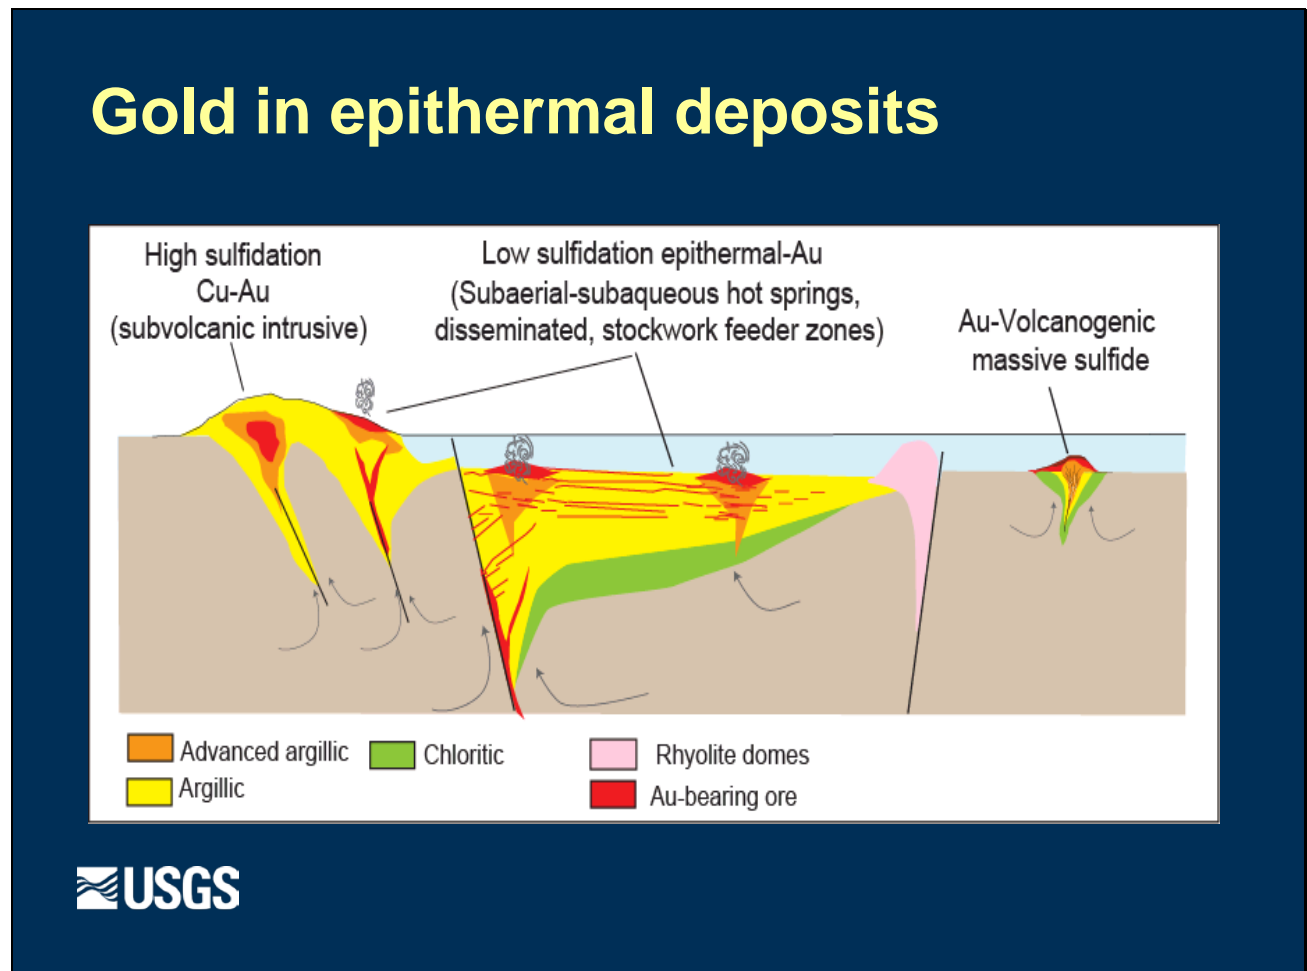 Gold in epithermal deposits
High sulfidation
Cu-Au
(subvolcanic intrusive)
Low sulfidation epithermal-Au
(Subaerial-subaqueous hot springs,
disseminated, stockwork feeder zones)
Au-Volcanogenic
massive sulfide
Advanced argillic
Argillic
Chloritic
Rhyolite domes
Au-bearing ore
USGS